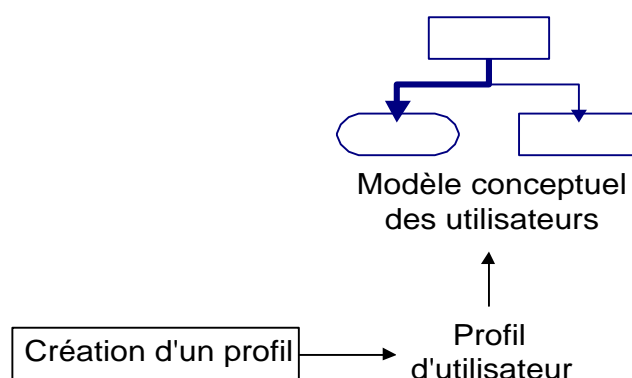 Modèle conceptuel
des utilisateurs
Création d'un profil
Profil
d'utilisateur